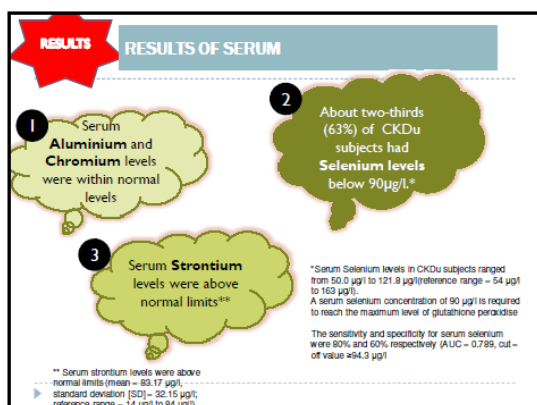 RESULTS
RESULTS OF SERUM
1
Serum
Aluminium and
Chromium levels
were within normal
levels
2
About two-thirds
(63%) of CKDu
subjects had
Selenium levels
below 90µg/l.*
3
Serum Strontium
levels were above
normal limits**
*Serum Selenium levels in CKDu subjects ranged
from 50.0 µg/l to 121.8 µg/l(reference range = 54 µg/l
to 163 µg/l).
A serum selenium concentration of 90 µg/l is required
to reach the maximum level of glutathione peroxidise
The sensitivity and specificity for serum selenium
were 80% and 60% respectively (AUC = 0.789, cut–
off value ≥94.3 µg/l
** Serum strontium levels were above
normal limits (mean = 83.17 µg/l,
standard deviation [SD]= 32.15 µg/l;
reference range = 14 µg/l to 84 µg/l).